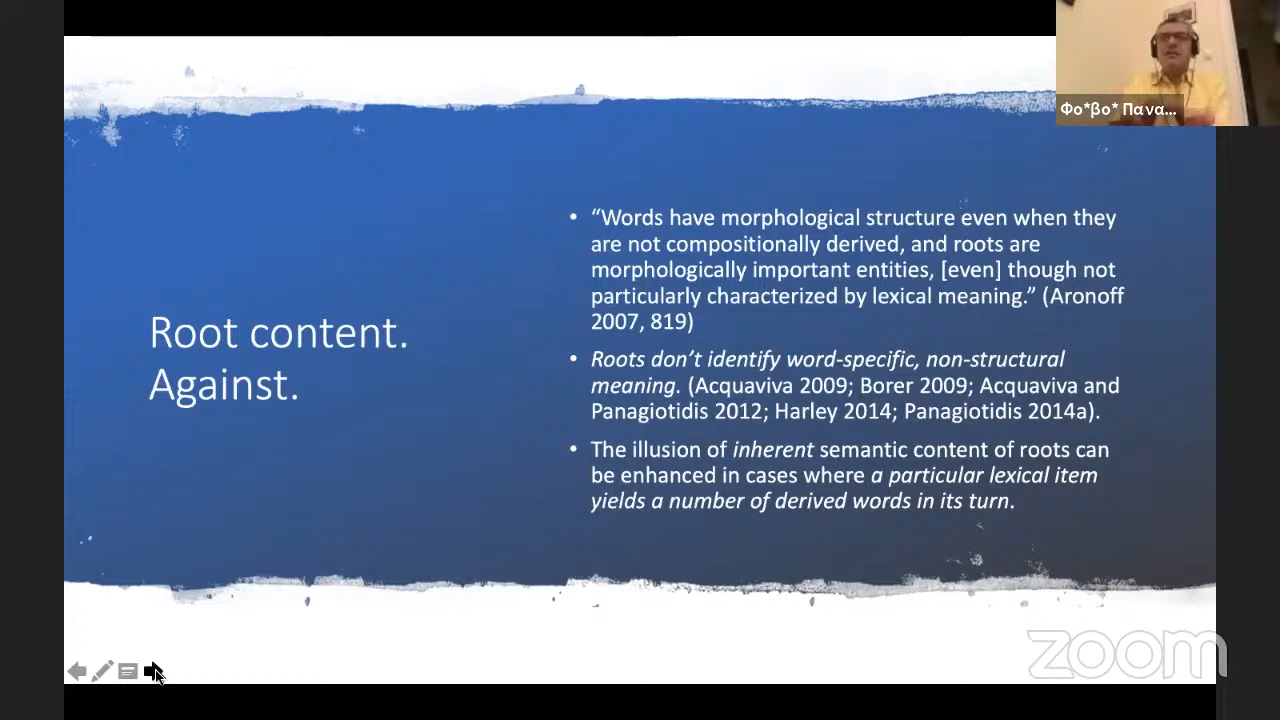 Φο*βο* Πανα...
Root content.
Against.
• “Words have morphological structure even when they
are not compositionally derived, and roots are
morphologically important entities, [even] though not
particularly characterized by lexical meaning.” (Aronoff
2007, 819)
• Roots don’t identify word-specific, non-structural
meaning. (Acquaviva 2009; Borer 2009; Acquaviva and
Panagiotidis 2012; Harley 2014; Panagiotidis 2014a).
• The illusion of inherent semantic content of roots can
be enhanced in cases where a particular lexical item
yields a number of derived words in its turn.
zoom